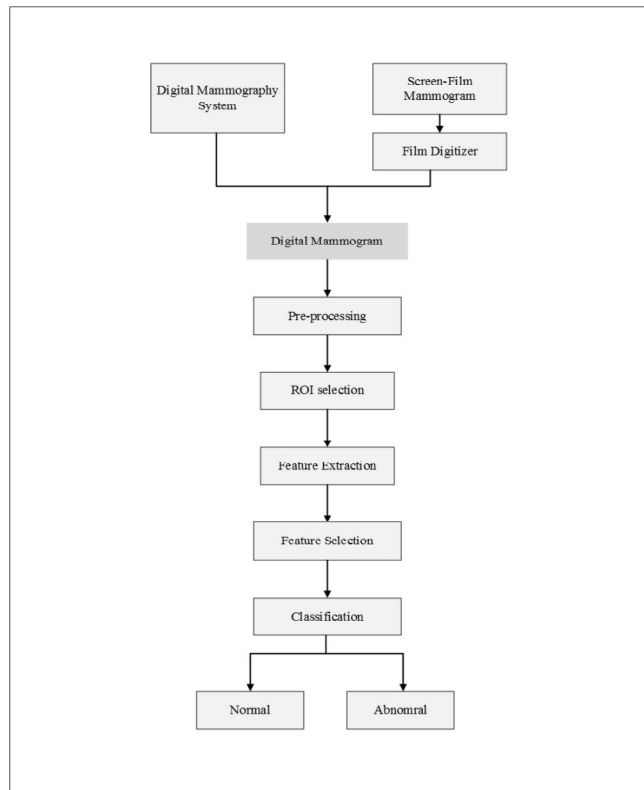 Digital Mammography
System
Screen-Film
Mammogram
Film Digitizer
Digital Mammogram
Pre-processing
ROI selection
Feature Extraction
Feature Selection
Classification
Normal
Abnomral